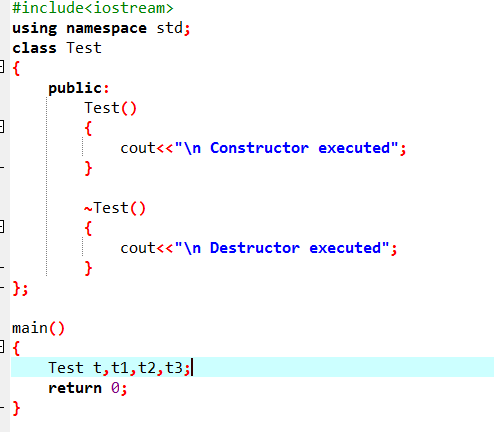 #include<iostream>
using namespace std;
class Test
{
public:
Test()
{
cout<<"\n Constructor executed";
}
~Test()
{
cout<<"\n Destructor executed";
}
};
main()
{
Test t,t1,t2,t3;
return 0;
}